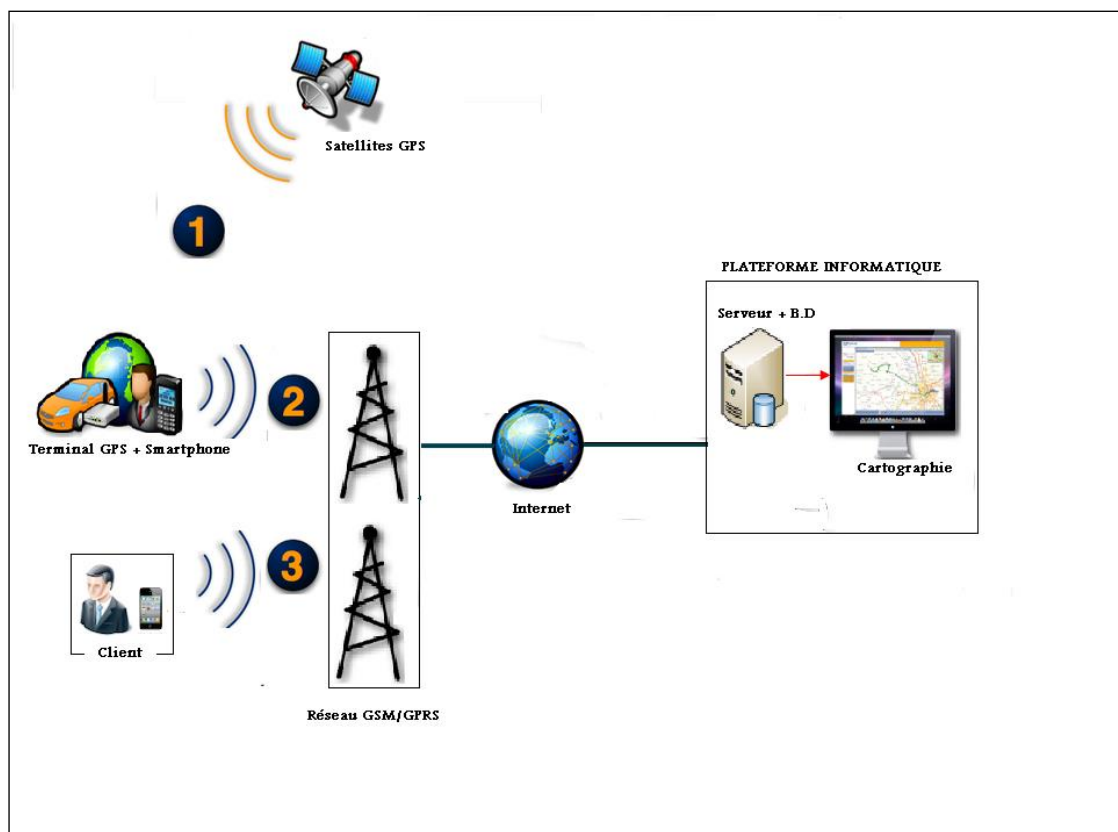 Satellites GPS
1
PLATEFORME INFORMATIQUE
Serveur + B.D
2
Terminal GPS + Smartphone
Cartographie
Internet
3
Client
Réseau GSM/GPRS